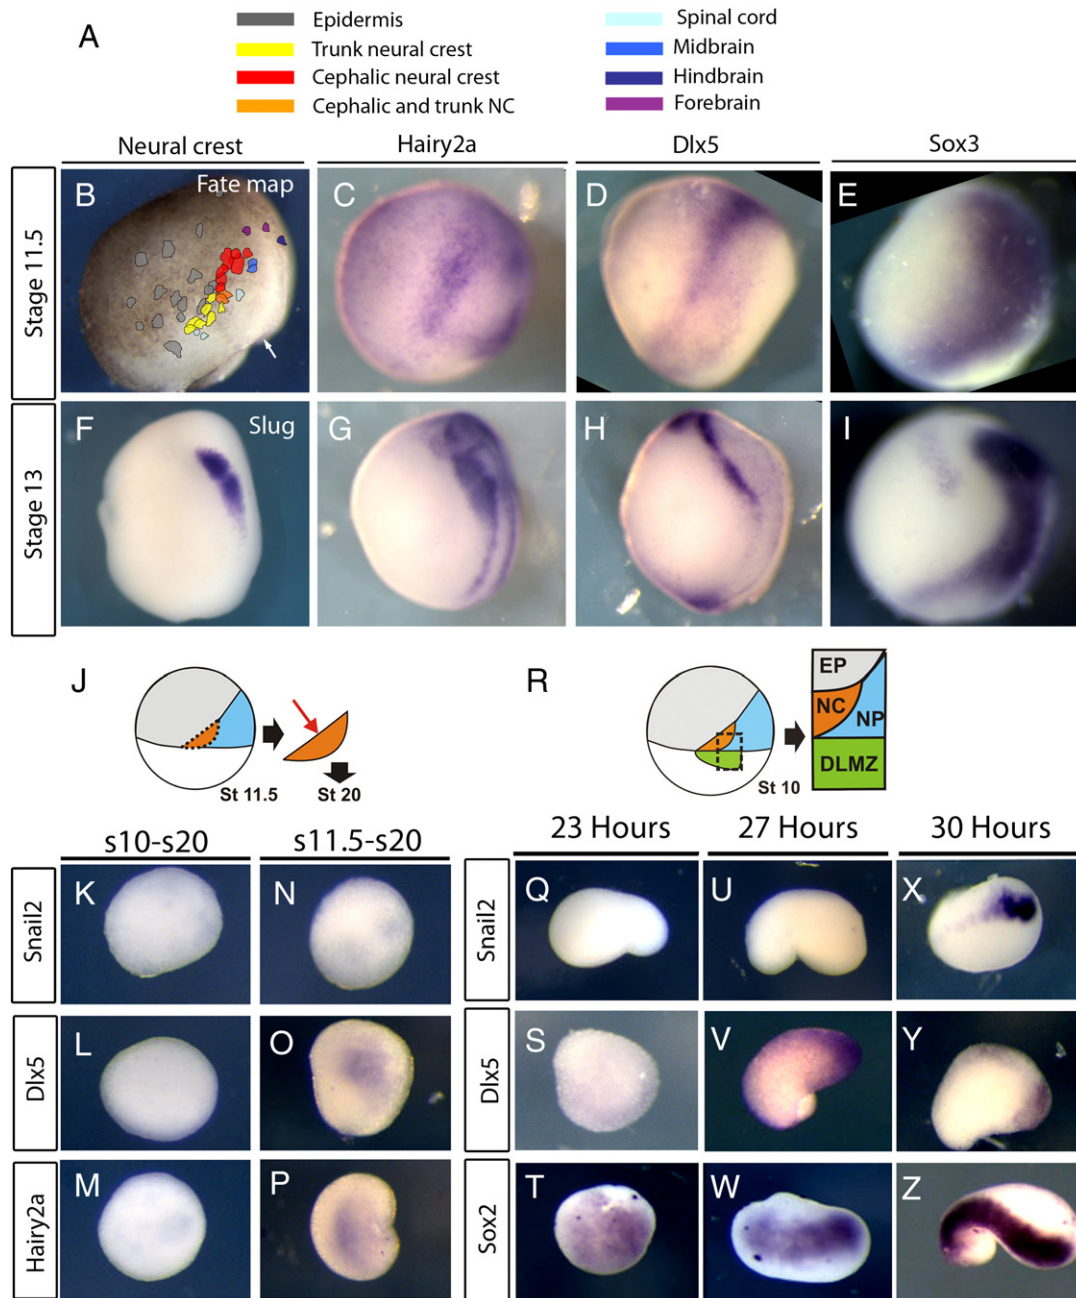 A
Epidermis
Trunk neural crest
Cephalic neural crest
Cephalic and trunk NC
Spinal cord
Midbrain
Hindbrain
Forebrain
Neural crest
Hairy2a
Dlx5
Sox3
Stage 11.5
B
Fate map
C
D
E
Stage 13
F
Slug
G
H
I
J
St 11.5
St 20
R
St 10
EP
NC
NP
DLMZ
s10-s20
s11.5-s20
23 Hours
27 Hours
30 Hours
Snail2
K
N
Snail2
Q
U
X
Dlx5
L
O
Dlx5
S
V
Y
Hairy2a
M
P
Sox2
T
W
Z